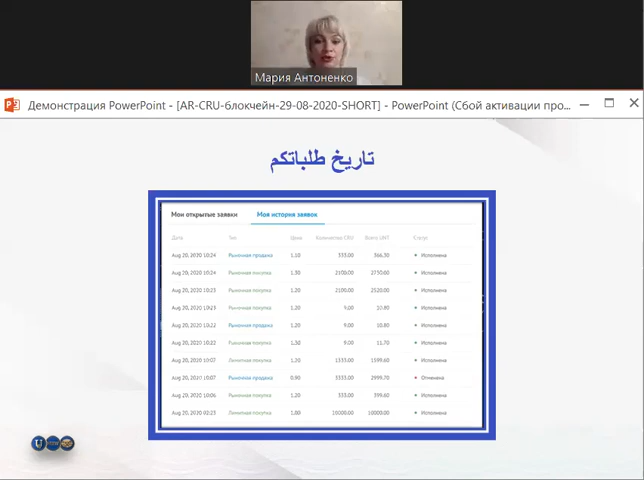 Мария Антоненко
Демонстрация PowerPoint - [AR-CRU-блокчейн-29-08-2020-SHORT] - PowerPoint (Сбой активации про...
تاريخ طلباتكم
Мои открытые заявки Моя история заявок
Дата Тип Цена Количество CRU Всего UNT Статус
Aug 20, 2020 10:24 Рыночная продажа 1.10 333.00 366.30 Исполнена
Aug 20, 2020 10:24 Рыночная покупка 1.30 2100.00 2730.00 Исполнена
Aug 20, 2020 10:23 Рыночная покупка 1.20 2100.00 2520.00 Исполнена
Aug 20, 2020 10:23 Рыночная покупка 1.20 9.00 10.80 Исполнена
Aug 20, 2020 10:22 Рыночная продажа 1.20 9.00 10.80 Исполнена
Aug 20, 2020 10:22 Рыночная покупка 1.30 9.00 11.70 Исполнена
Aug 20, 2020 10:07 Лимитная покупка 1.20 1333.00 1599.60 Исполнена
Aug 20, 2020 10:07 Рыночная продажа 0.90 3333.00 2999.70 Отменена
Aug 20, 2020 10:06 Лимитная покупка 1.20 333.00 399.60 Исполнена
Aug 20, 2020 02:23 Лимитная покупка 1.00 10000.00 10000.00 Исполнена